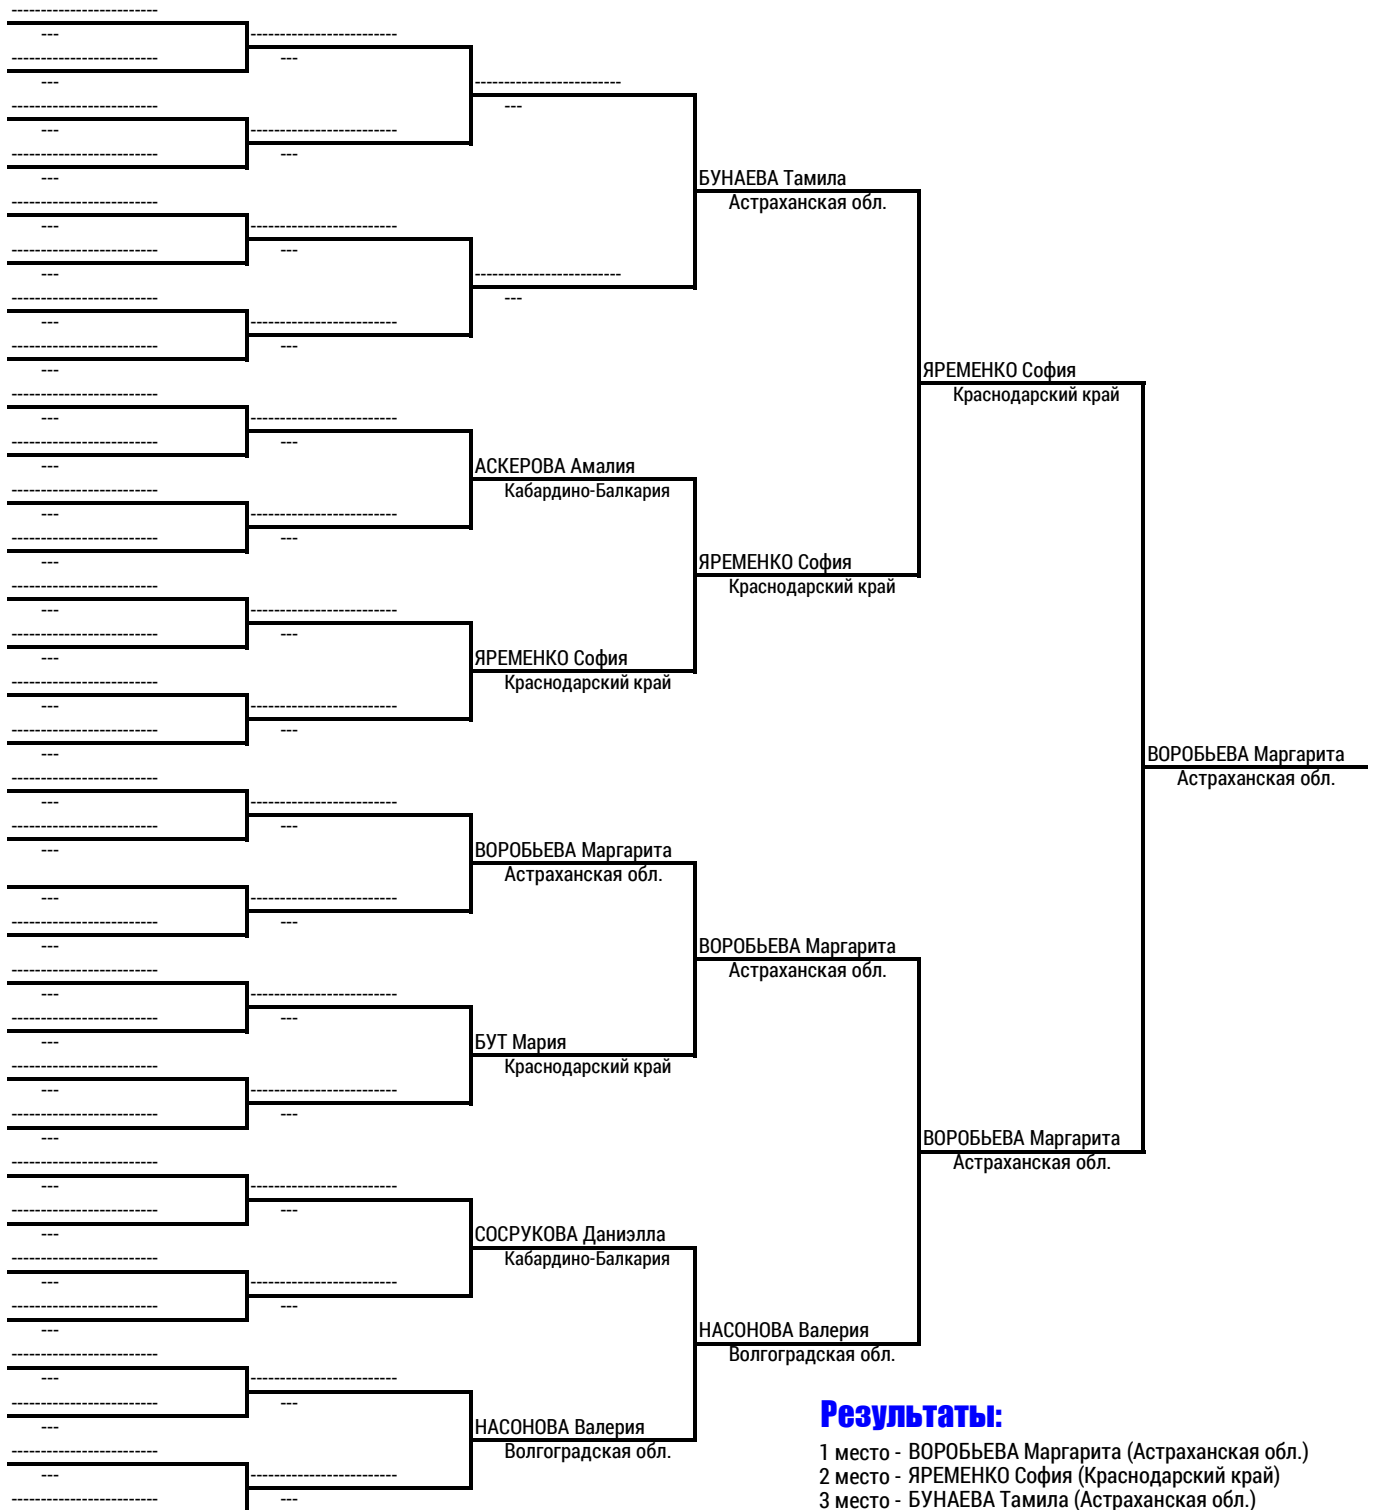 БУНАЕВА Тамила
Астраханская обл.
ЯРЕМЕНКО София
Краснодарский край
АСКЕРОВА Амалия
Кабардино-Балкария
ЯРЕМЕНКО София
Краснодарский край
ЯРЕМЕНКО София
Краснодарский край
ВОРОБЬЕВА Маргарита
Астраханская обл.
ВОРОБЬЕВА Маргарита
Астраханская обл.
ВОРОБЬЕВА Маргарита
Астраханская обл.
БУТ Мария
Краснодарский край
ВОРОБЬЕВА Маргарита
Астраханская обл.
СОСРУКОВА Даниэлла
Кабардино-Балкария
НАСОНОВА Валерия
Волгоградская обл.
НАСОНОВА Валерия
Волгоградская обл.
Результаты:
1 место - ВОРОБЬЕВА Маргарита (Астраханская обл.)
2 место - ЯРЕМЕНКО София (Краснодарский край)
3 место - БУНАЕВА Тамила (Астраханская обл.)